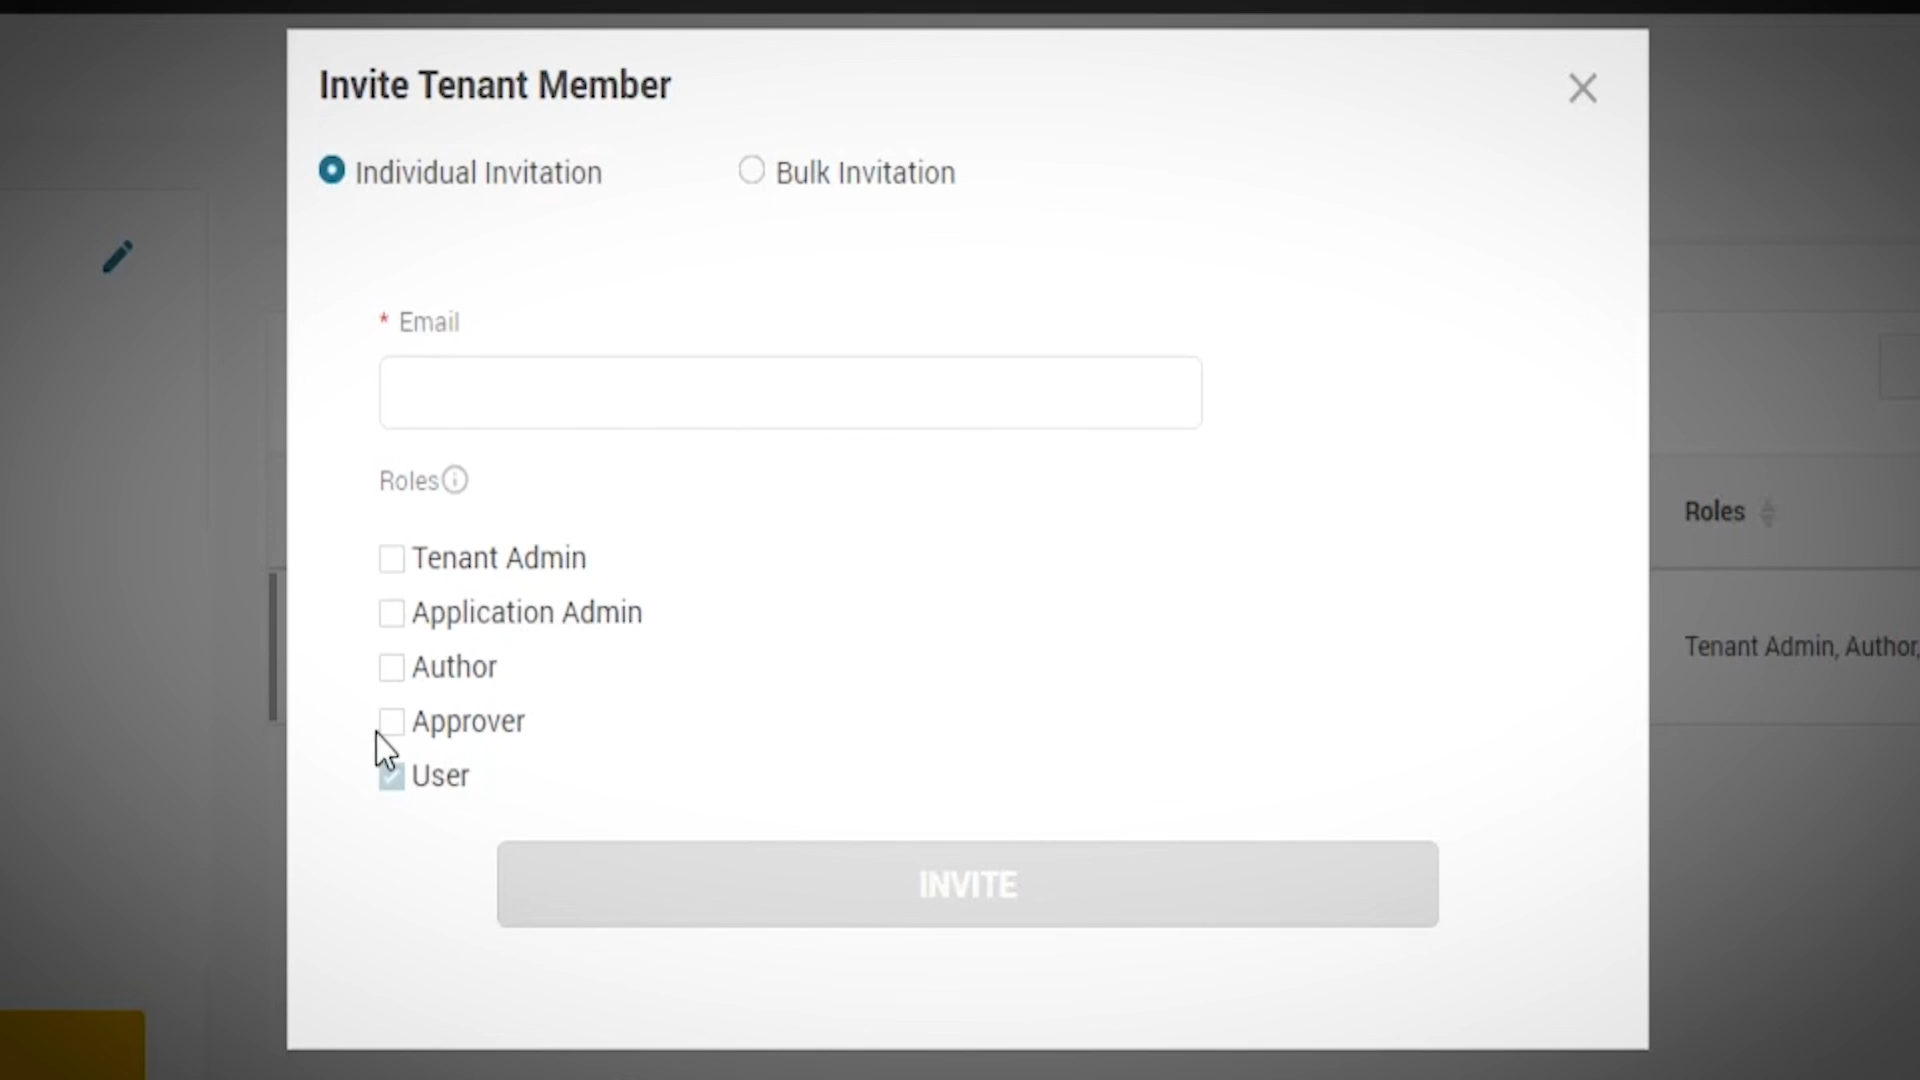 Invite Tenant Member
Individual Invitation
Bulk Invitation
* Email
Roles
Tenant Admin
Application Admin
Author
Approver
User
INVITE
Roles
Tenant Admin, Author,